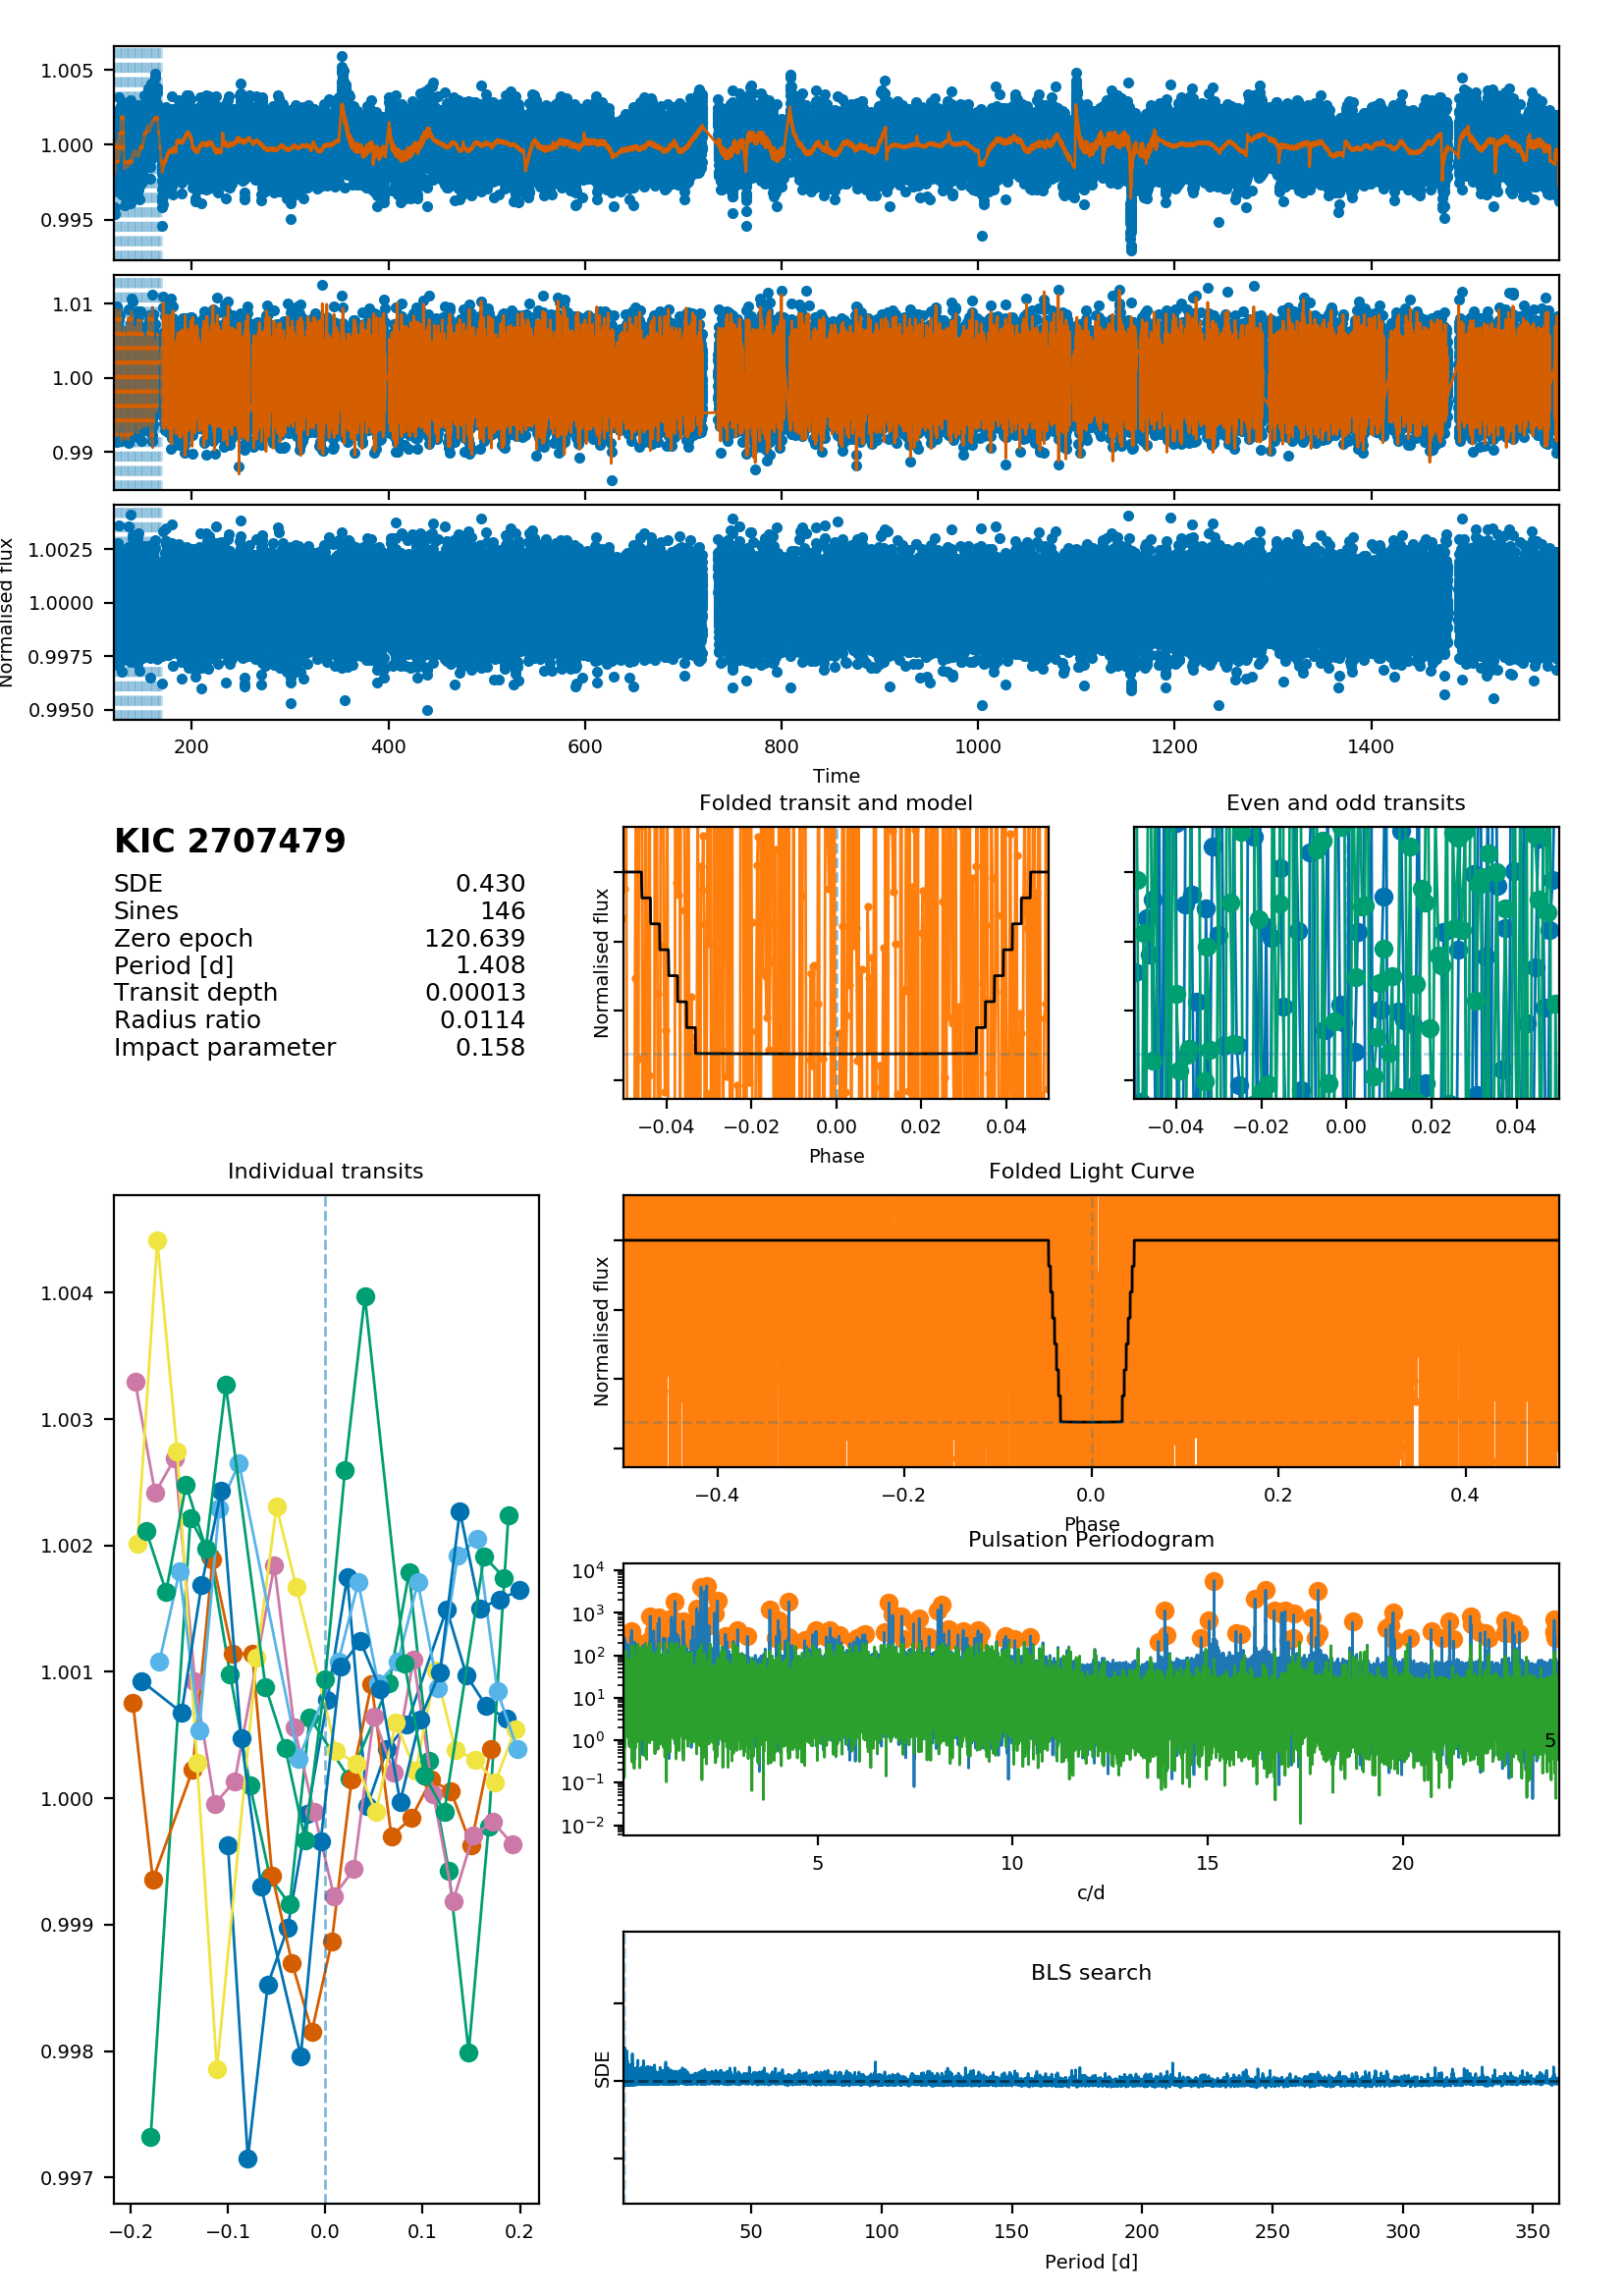 1.005
1.000
0.995
1.01
1.00
0.99
Normalised flux
1.0025
1.0000
0.9975
0.9950
200 400 600 800 1000 1200 1400
Time
KIC 2707479
SDE 0.430
Sines 146
Zero epoch 120.639
Period [d] 1.408
Transit depth 0.00013
Radius ratio 0.0114
Impact parameter 0.158
Folded transit and model
Normalised flux
−0.04 −0.02 0.00 0.02 0.04
Phase
Even and odd transits
−0.04 −0.02 0.00 0.02 0.04
Individual transits
1.004
1.003
1.002
1.001
1.000
0.999
0.998
0.997
−0.2 −0.1 0.0 0.1 0.2
Folded Light Curve
Normalised flux
−0.4 −0.2 0.0 0.2 0.4
Phase
Pulsation Periodogram
10⁴
10³
10²
10¹
10⁰
10⁻¹
10⁻²
5
5 10 15 20
c/d
BLS search
SDE
50 100 150 200 250 300 350
Period [d]